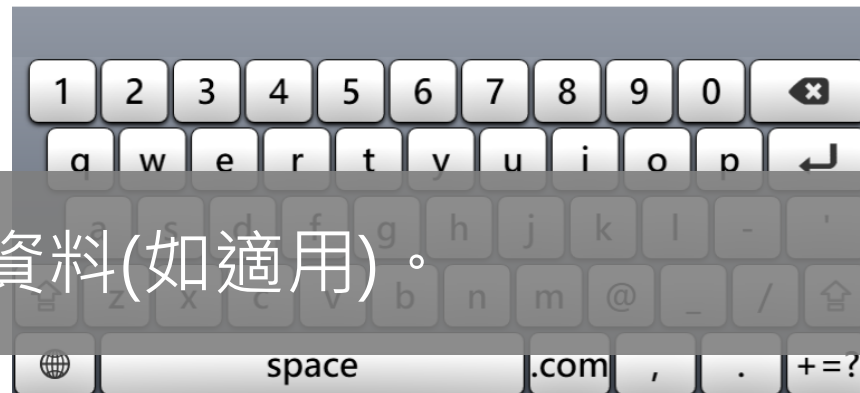 1 2 3 4 5 6 7 8 9 0
q w e r t y u i o p
a s d f g h j k l - '
資料(如適用)。
z x c v b n m @ _ /
space .com , . +=?